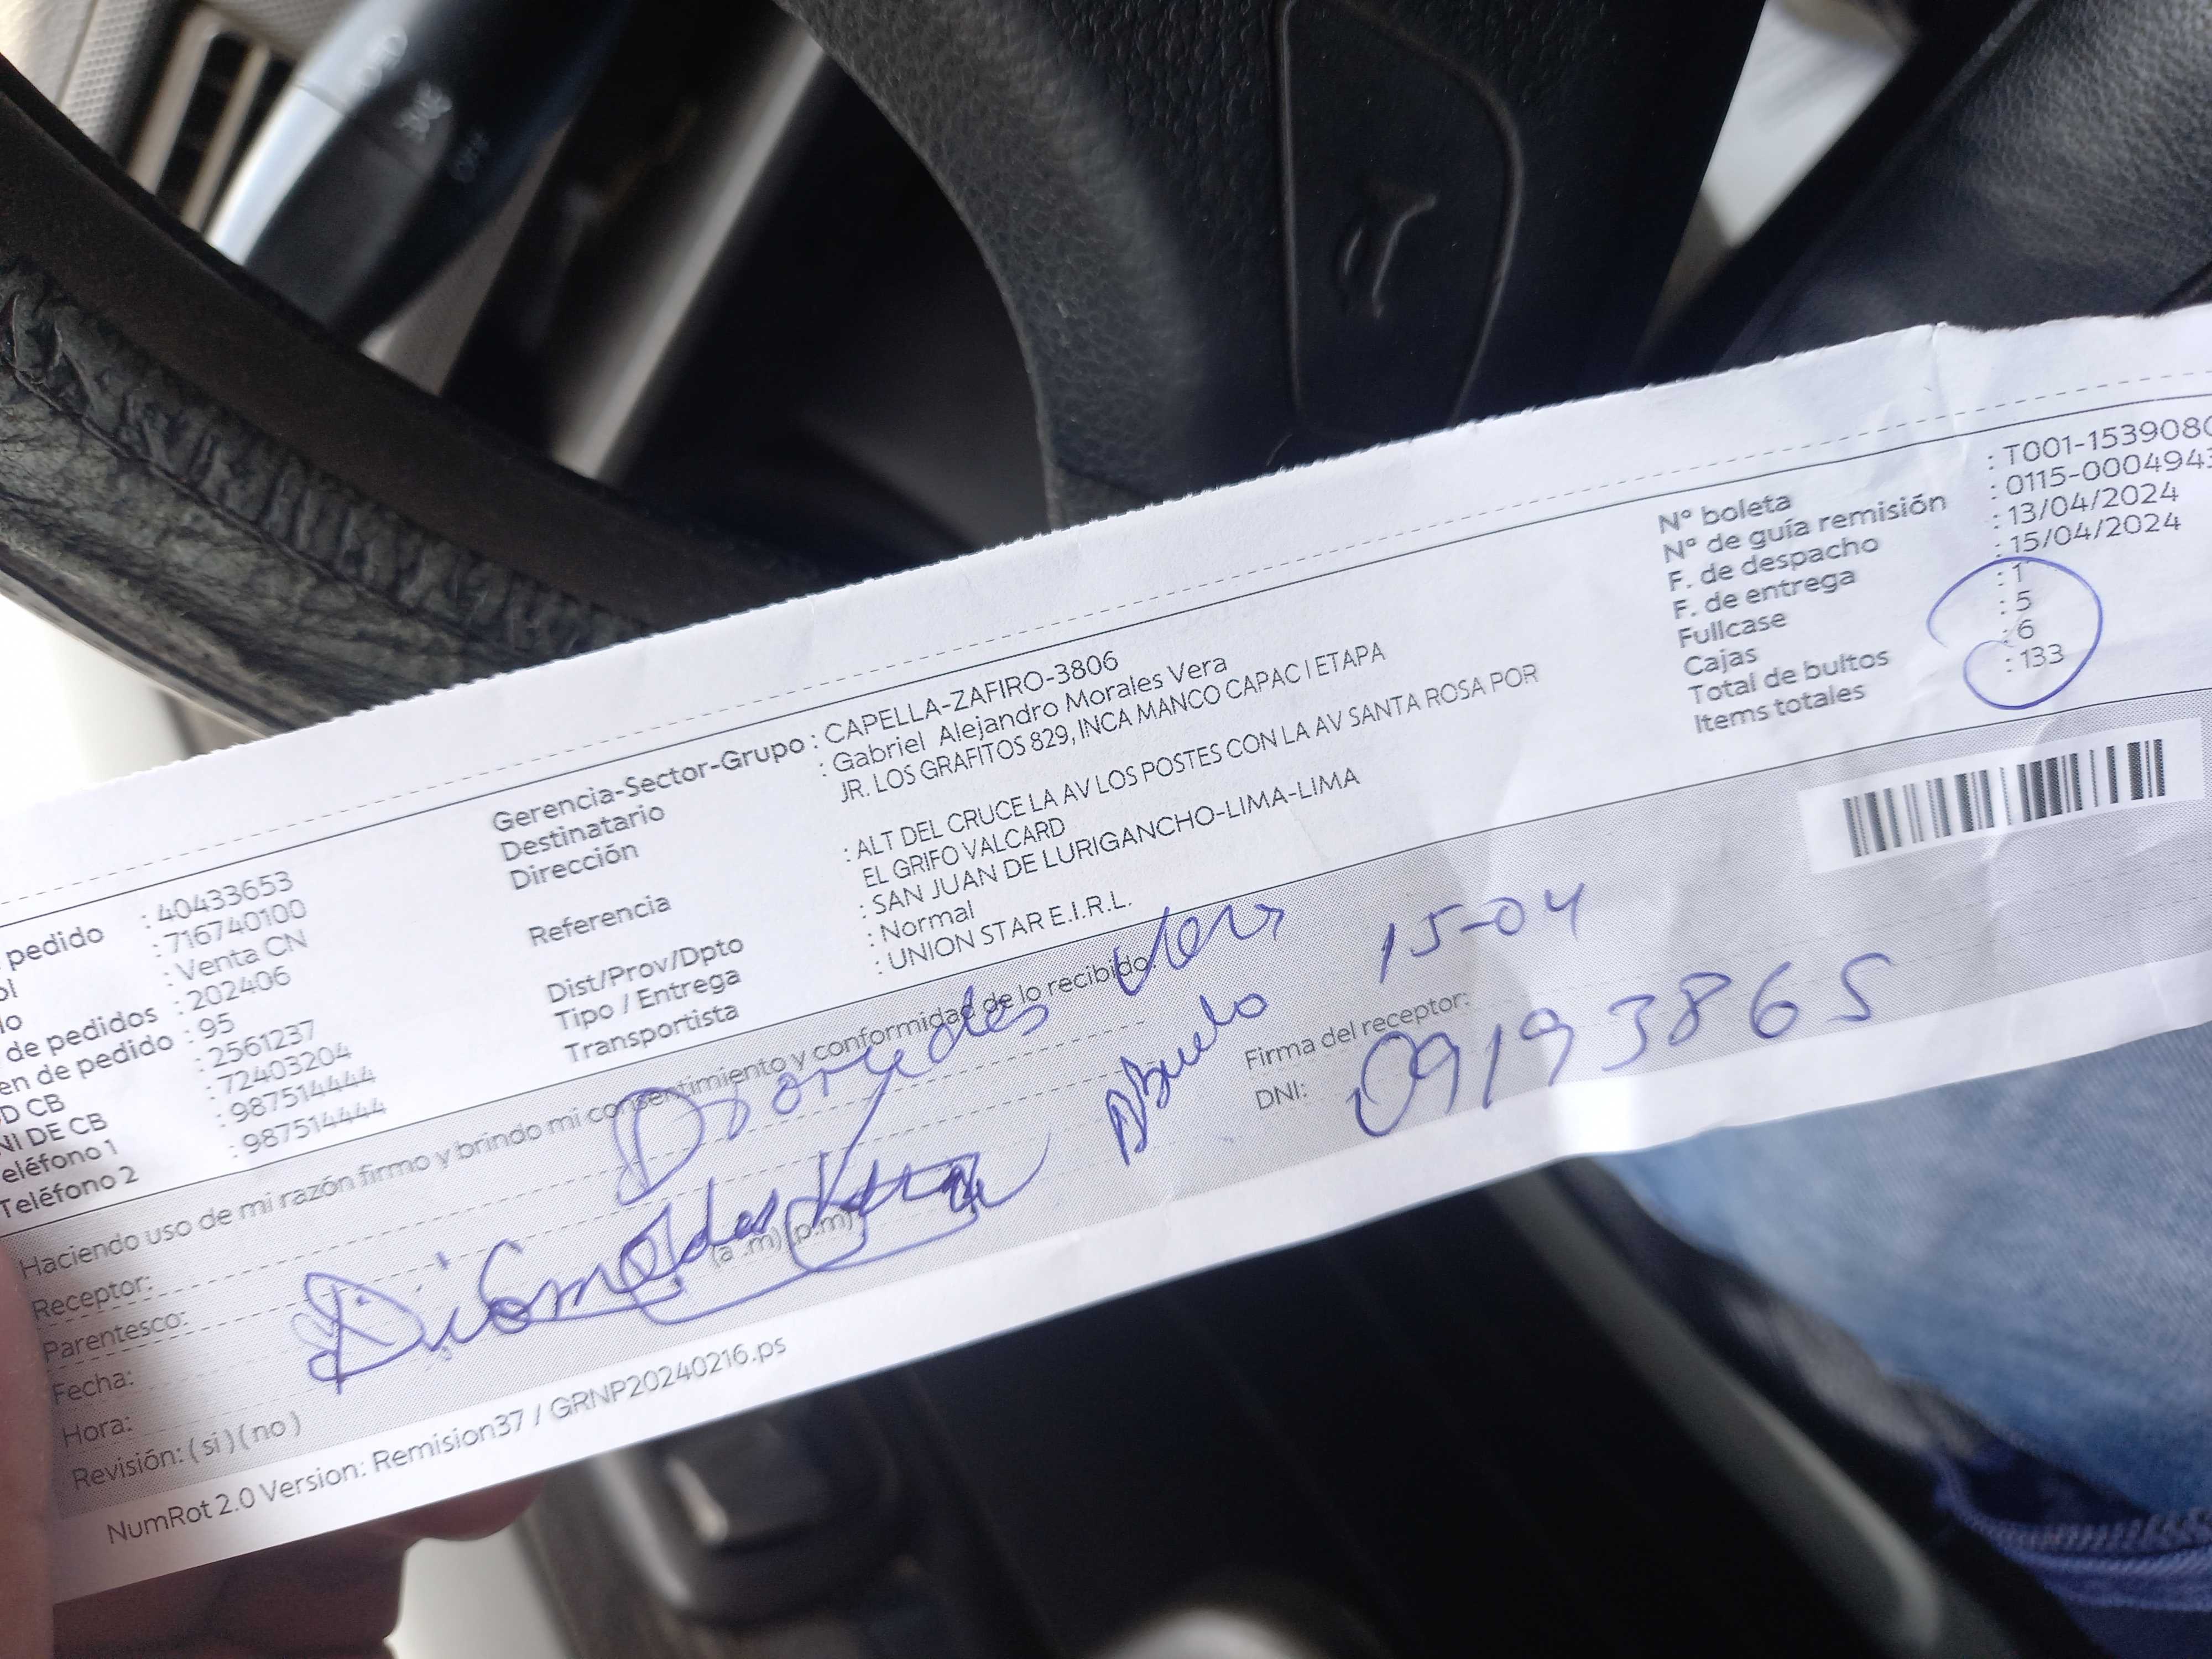 OFF
pedido : 40433653
: 716740100
: Venta CN
de pedidos : 202406
en de pedido : 95
D CB : 2561237
NI DE CB : 72403204
eléfono 1 : 987514444
Teléfono 2 : 987514444
Gerencia-Sector-Grupo : CAPELLA-ZAFIRO-3806
Destinatario : Gabriel Alejandro Morales Vera
Dirección JR. LOS GRAFITOS 829, INCA MANCO CAPAC I ETAPA
Referencia : ALT DEL CRUCE LA AV LOS POSTES CON LA AV SANTA ROSA POR
EL GRIFO VALCARD
Dist/Prov/Dpto : SAN JUAN DE LURIGANCHO-LIMA-LIMA
Tipo / Entrega : Normal
Transportista : UNION STAR E.I.R.L.
N° boleta : T001-1539080
N° de guía remisión : 0115-0004943
F. de despacho : 13/04/2024
F. de entrega : 15/04/2024
Fullcase : 1
Cajas : 5
Total de bultos : 6
Items totales : 133
Haciendo uso de mi razón firmo y brindo mi consentimiento y conformidad de lo recibido.
Receptor: Diomedes Vera
Parentesco: Abuelo
Fecha: 15-04
Hora: (a.m) (p.m)
Revisión: ( si ) ( no )
Firma del receptor:
DNI: 09193865
Diomedes Vera
NumRot 2.0 Version: Remision37 / GRNP20240216.ps